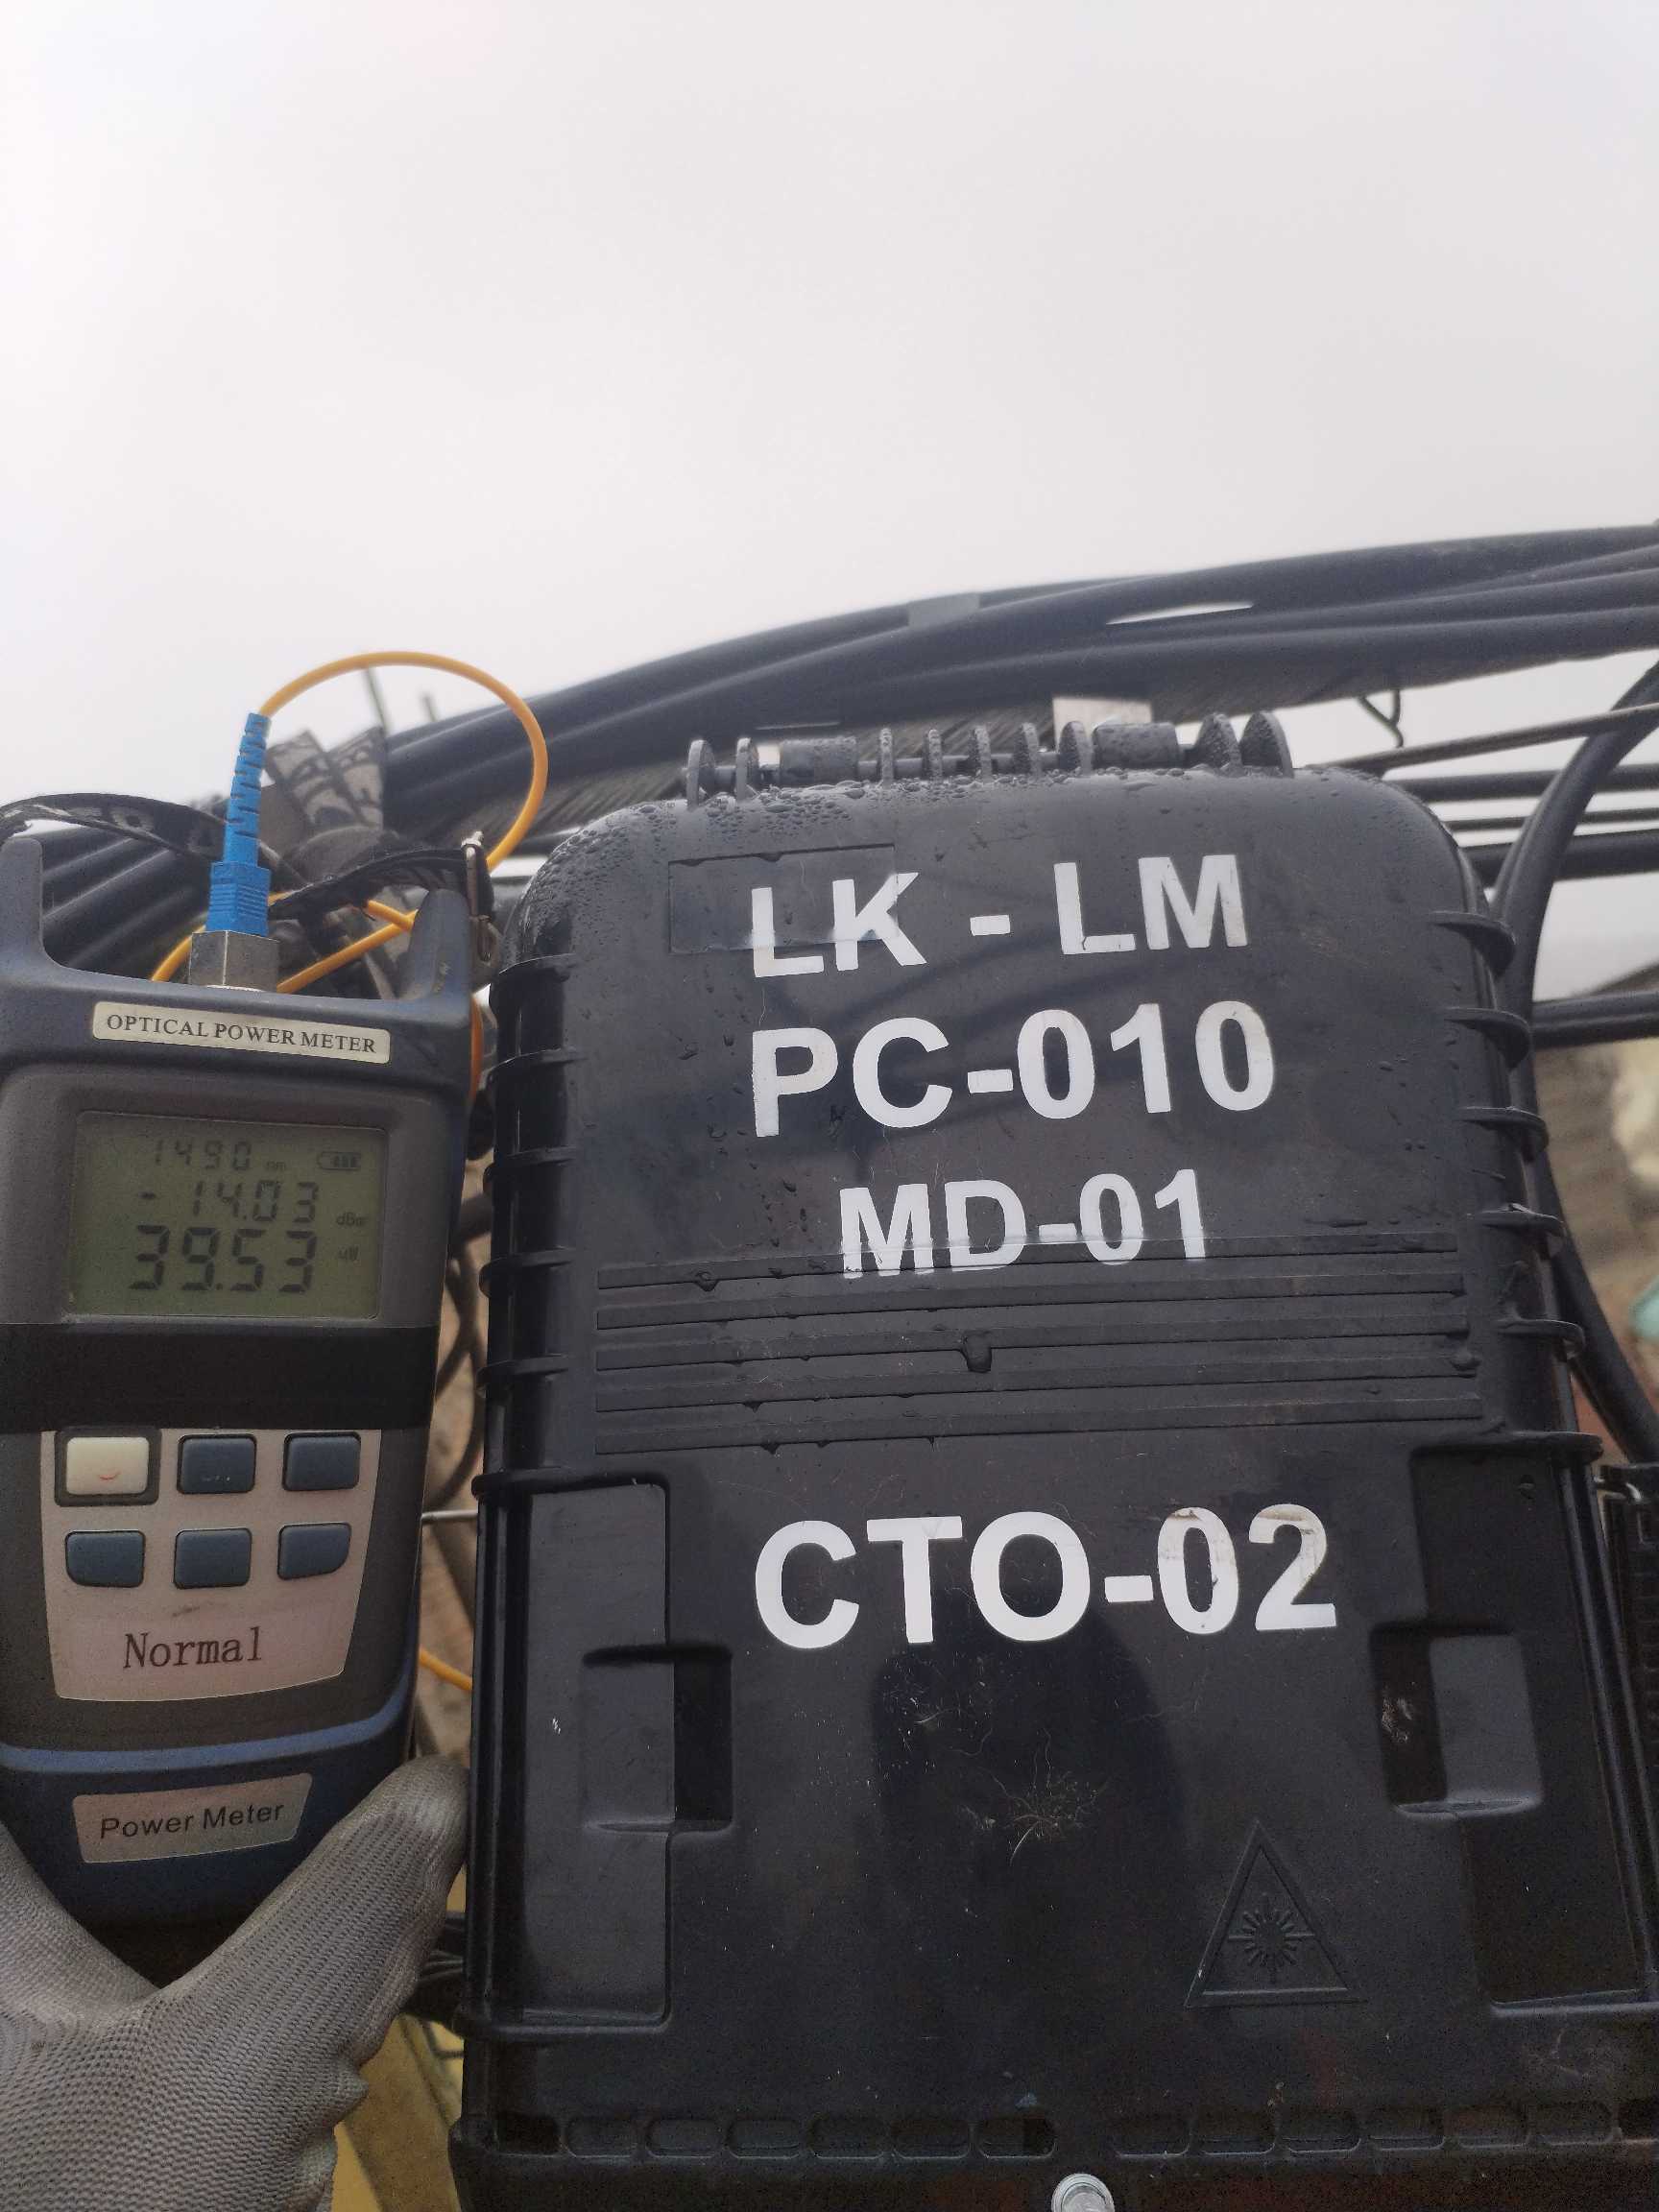 LK - LM
PC-010
MD-01
CTO-02
OPTICAL POWER METER
1490 nm
-14.03 dBm
39.53 uW
Normal
Power Meter